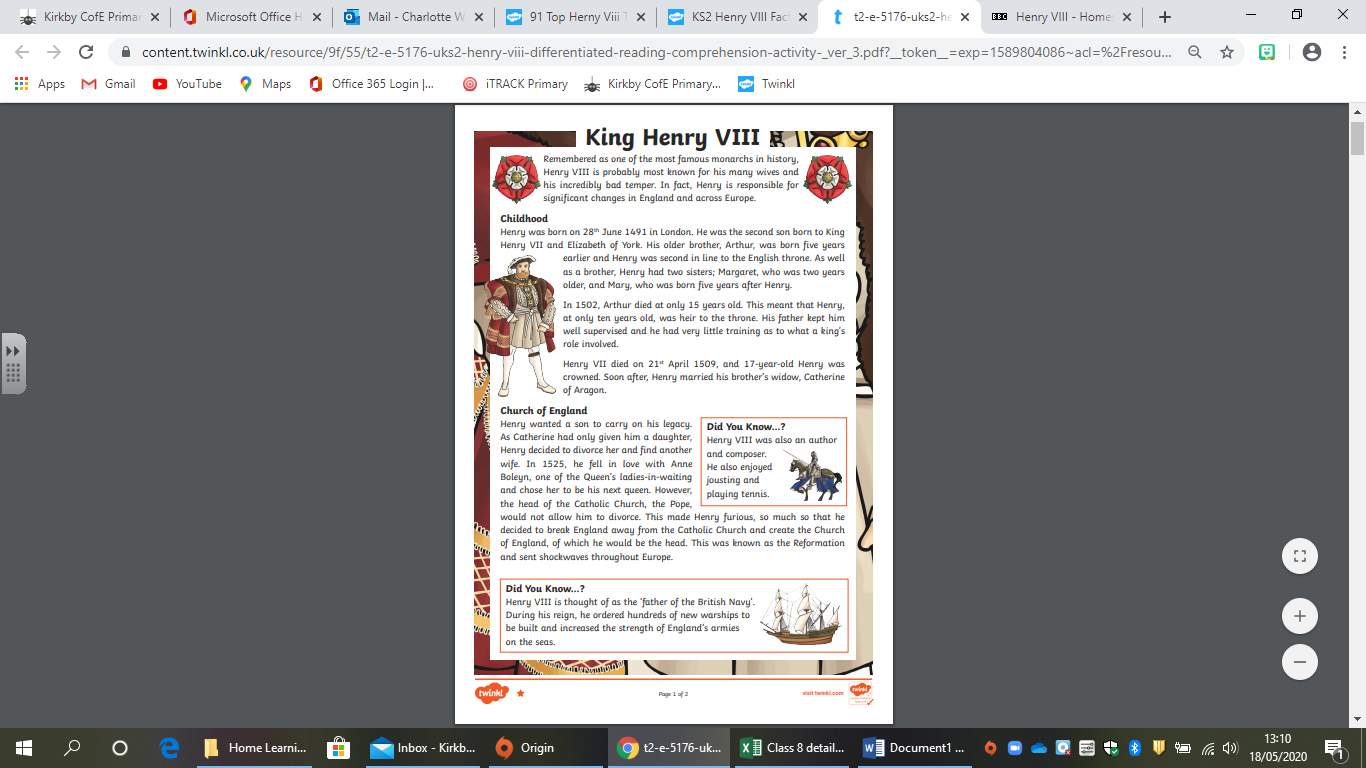 Kirkby CofE Primar
Microsoft Office H
Mail - Charlotte W
91 Top Herny Viii T
KS2 Henry VIII Fac
t2-e-5176-uks2-he
BBC Henry VIII - Home
content.twinkl.co.uk/resource/9f/55/t2-e-5176-uks2-henry-viii-differentiated-reading-comprehension-activity-_ver_3.pdf?__token__=exp=1589804086~acl=%2Fresou...
Apps
Gmail
YouTube
Maps
Office 365 Login |...
iTRACK Primary
Kirkby CofE Primary...
Twinkl
King Henry VIII
Remembered as one of the most famous monarchs in history,
Henry VIII is probably most known for his many wives and
his incredibly bad temper. In fact, Henry is responsible for
significant changes in England and across Europe.
Childhood
Henry was born on 28th June 1491 in London. He was the second son born to King
Henry VII and Elizabeth of York. His older brother, Arthur, was born five years
earlier and Henry was second in line to the English throne. As well
as a brother, Henry had two sisters; Margaret, who was two years
older, and Mary, who was born five years after Henry.
In 1502, Arthur died at only 15 years old. This meant that Henry,
at only ten years old, was heir to the throne. His father kept him
well supervised and he had very little training as to what a king's
role involved.
Henry VII died on 21st April 1509, and 17-year-old Henry was
crowned. Soon after, Henry married his brother's widow, Catherine
of Aragon.
Church of England
Henry wanted a son to carry on his legacy.
As Catherine had only given him a daughter,
Henry decided to divorce her and find another
wife. In 1525, he fell in love with Anne
Boleyn, one of the Queen's ladies-in-waiting
and chose her to be his next queen. However,
the head of the Catholic Church, the Pope,
would not allow him to divorce. This made Henry furious, so much so that he
decided to break England away from the Catholic Church and create the Church
of England, of which he would be the head. This was known as the Reformation
and sent shockwaves throughout Europe.
Did You Know...?
Henry VIII was also an author
and composer.
He also enjoyed
jousting and
playing tennis.
Did You Know...?
Henry VIII is thought of as the 'father of the British Navy'.
During his reign, he ordered hundreds of new warships to
be built and increased the strength of England's armies
on the seas.
twinkl
Page 1 of 2
visit twinkl.com
twinkl
Home Learni...
Inbox - Kirkb...
Origin
t2-e-5176-uk...
Class 8 detail...
Document1 ...
13:10
18/05/2020
1